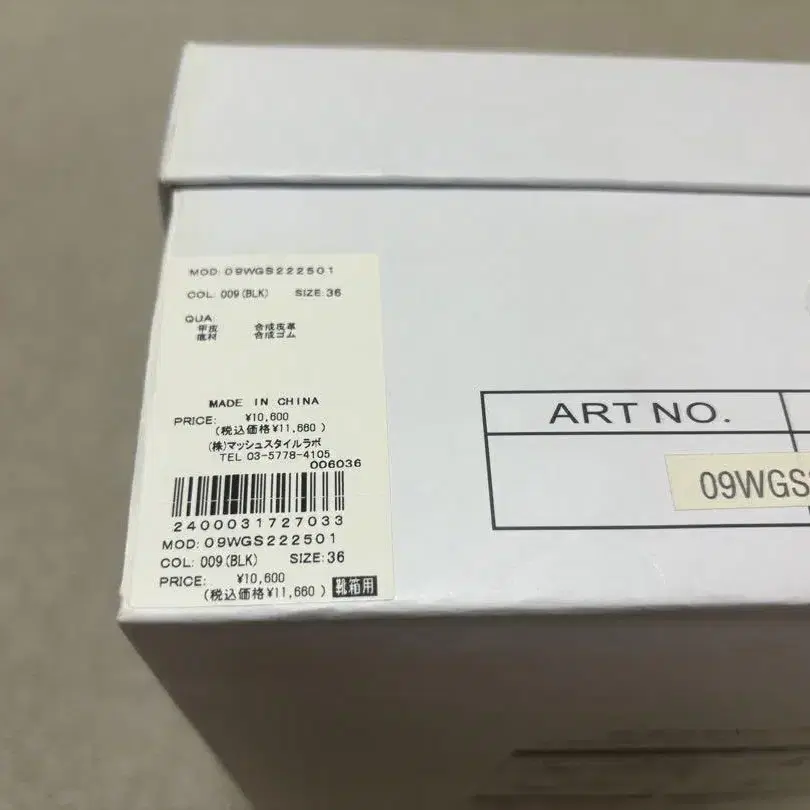 MOD: 09WGS222501
COL: 009(BLK) SIZE:36
QUA:
甲皮 合成皮革
底材 合成ゴム
MADE IN CHINA
PRICE: ¥10,600
(税込価格¥11,660)
(株)マッシュスタイルラボ
TEL 03-5778-4105
006036
2400031727033
MOD: 09WGS222501
COL: 009(BLK) SIZE:36
PRICE: ¥10,600
(税込価格¥11,660) 靴箱用
ART NO.
09WGS